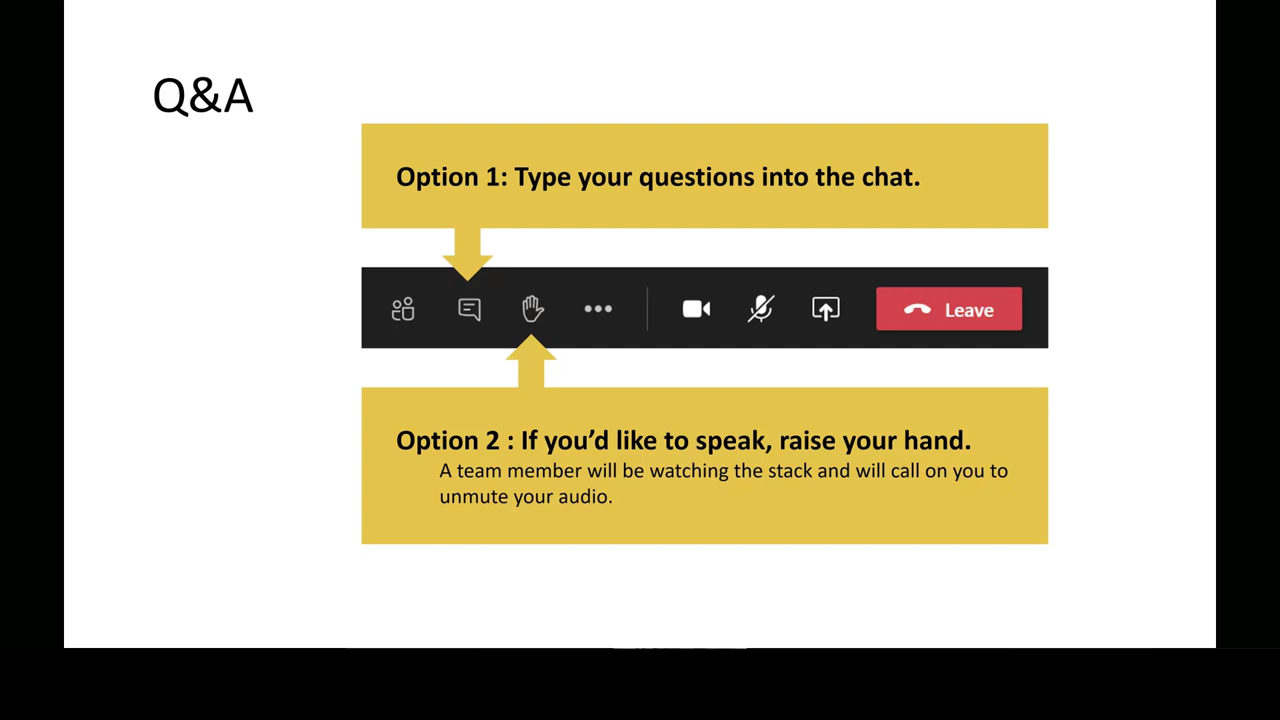 Q&A
Option 1: Type your questions into the chat.
Leave
Option 2 : If you’d like to speak, raise your hand.
A team member will be watching the stack and will call on you to
unmute your audio.